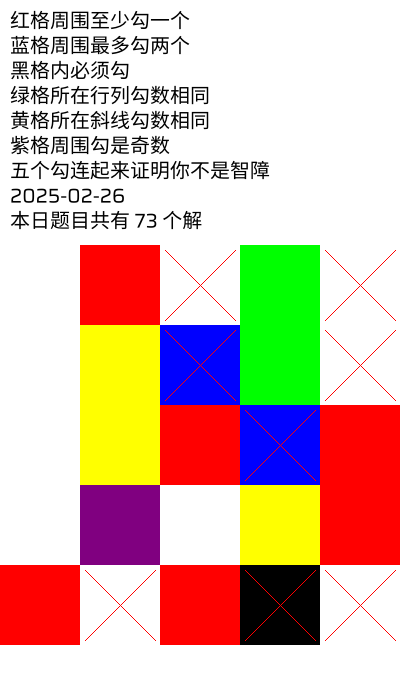 红格周围至少勾一个
蓝格周围最多勾两个
黑格内必须勾
绿格所在行列勾数相同
黄格所在斜线勾数相同
紫格周围勾是奇数
五个勾连起来证明你不是智障
2025-02-26
本日题目共有 73 个解